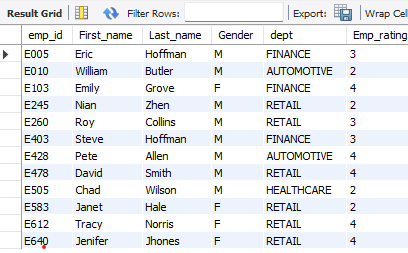 Result Grid Filter Rows: Export: Wrap Cel
emp_id First_name Last_name Gender dept Emp_rating
E005 Eric Hoffman M FINANCE 3
E010 William Butler M AUTOMOTIVE 2
E103 Emily Grove F FINANCE 4
E245 Nian Zhen M RETAIL 2
E260 Roy Collins M RETAIL 3
E403 Steve Hoffman M FINANCE 3
E428 Pete Allen M AUTOMOTIVE 4
E478 David Smith M RETAIL 4
E505 Chad Wilson M HEALTHCARE 2
E583 Janet Hale F RETAIL 2
E612 Tracy Norris F RETAIL 4
E640 Jenifer Jhones F RETAIL 4